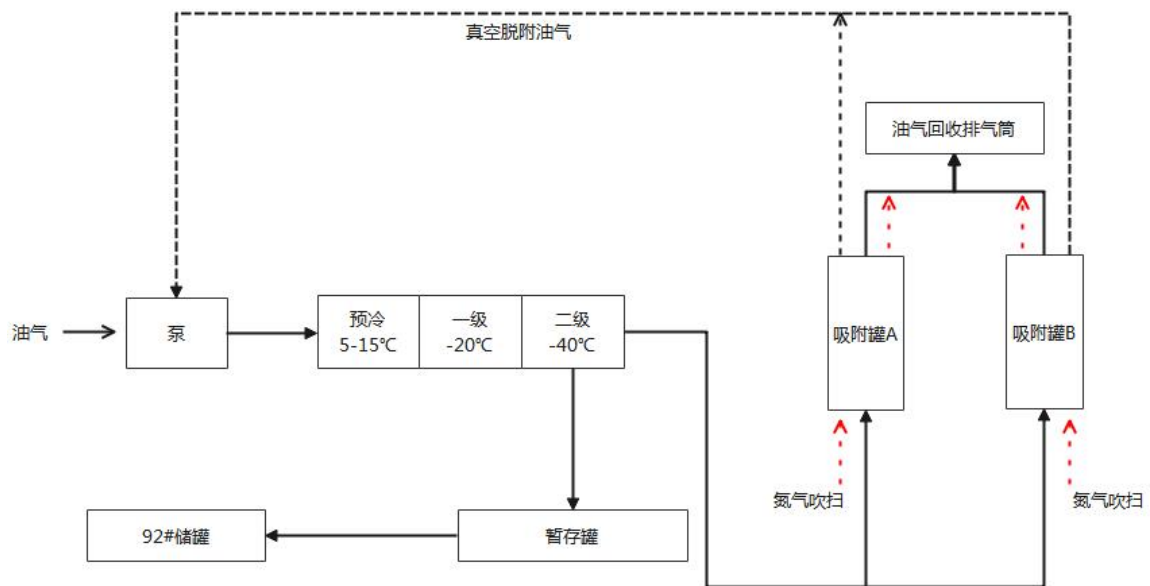 真空脱附油气
油气回收排气筒
油气
泵
预冷
5-15℃
一级
-20℃
二级
-40℃
吸附罐A
吸附罐B
氮气吹扫
氮气吹扫
92#储罐
暂存罐